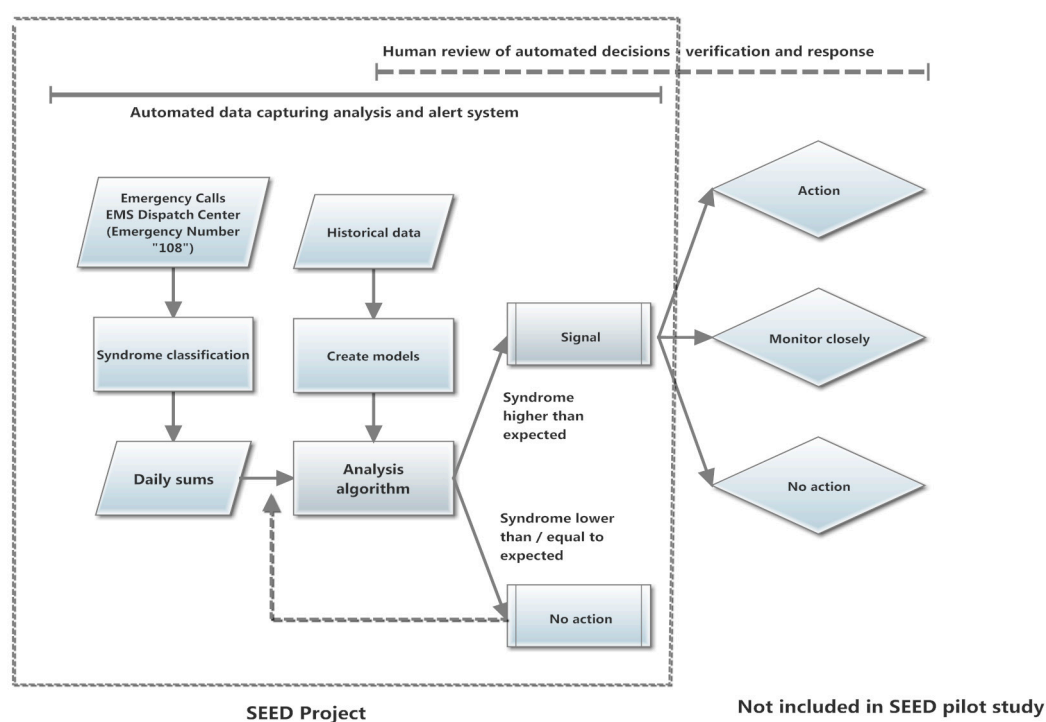 Human review of automated decisions - verification and response
Automated data capturing analysis and alert system
Emergency Calls
EMS Dispatch Center
(Emergency Number
"108")
Historical data
Syndrome classification
Create models
Daily sums
Analysis
algorithm
Signal
Syndrome
higher than
expected
Syndrome lower
than / equal to
expected
No action
Action
Monitor closely
No action
SEED Project
Not included in SEED pilot study